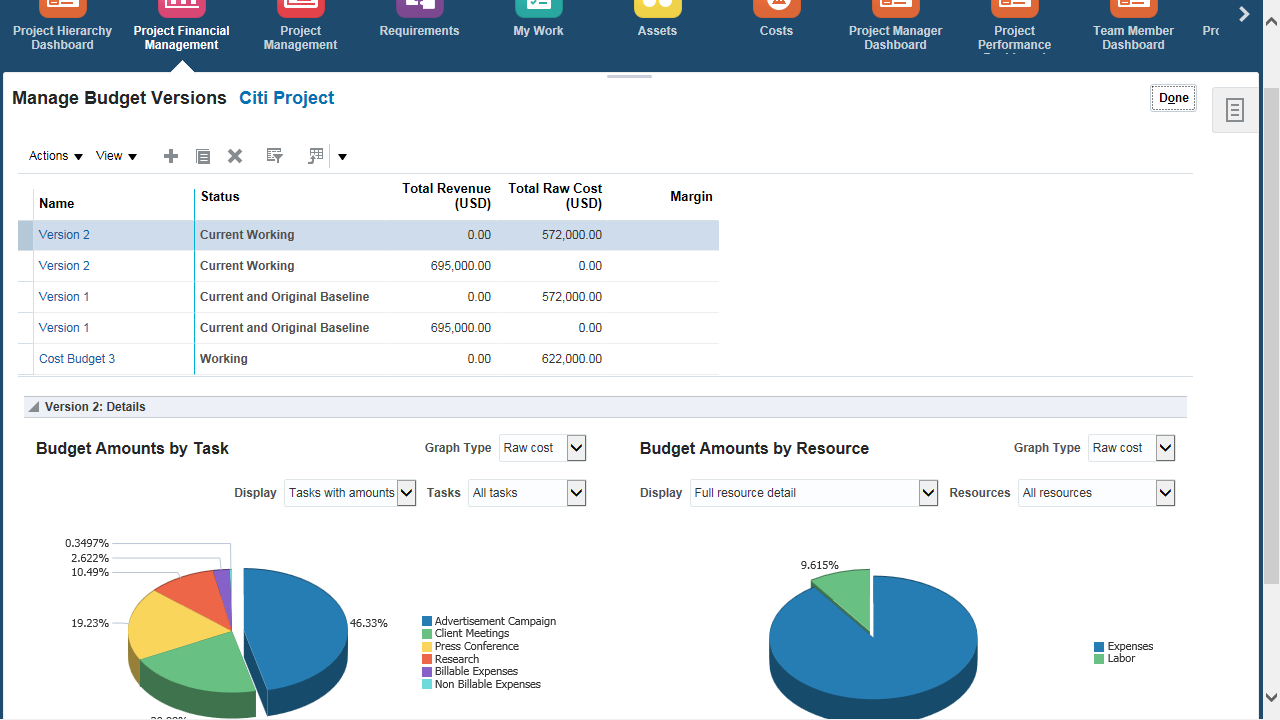 Project Hierarchy
Dashboard
Project Financial
Management
Project
Management
Requirements
My Work
Assets
Costs
Project Manager
Dashboard
Project
Performance
Team Member
Dashboard
Manage Budget Versions Citi Project
Done
Actions View
Name Status Total Revenue (USD) Total Raw Cost (USD) Margin
Version 2 Current Working 0.00 572,000.00
Version 2 Current Working 695,000.00 0.00
Version 1 Current and Original Baseline 0.00 572,000.00
Version 1 Current and Original Baseline 695,000.00 0.00
Cost Budget 3 Working 0.00 622,000.00
Version 2: Details
Budget Amounts by Task Graph Type Raw cost
Display Tasks with amounts Tasks All tasks
0.3497%
2.622%
10.49%
19.23%
46.33%
Advertisement Campaign
Client Meetings
Press Conference
Research
Billable Expenses
Non Billable Expenses
Budget Amounts by Resource Graph Type Raw cost
Display Full resource detail Resources All resources
9.615%
Expenses
Labor